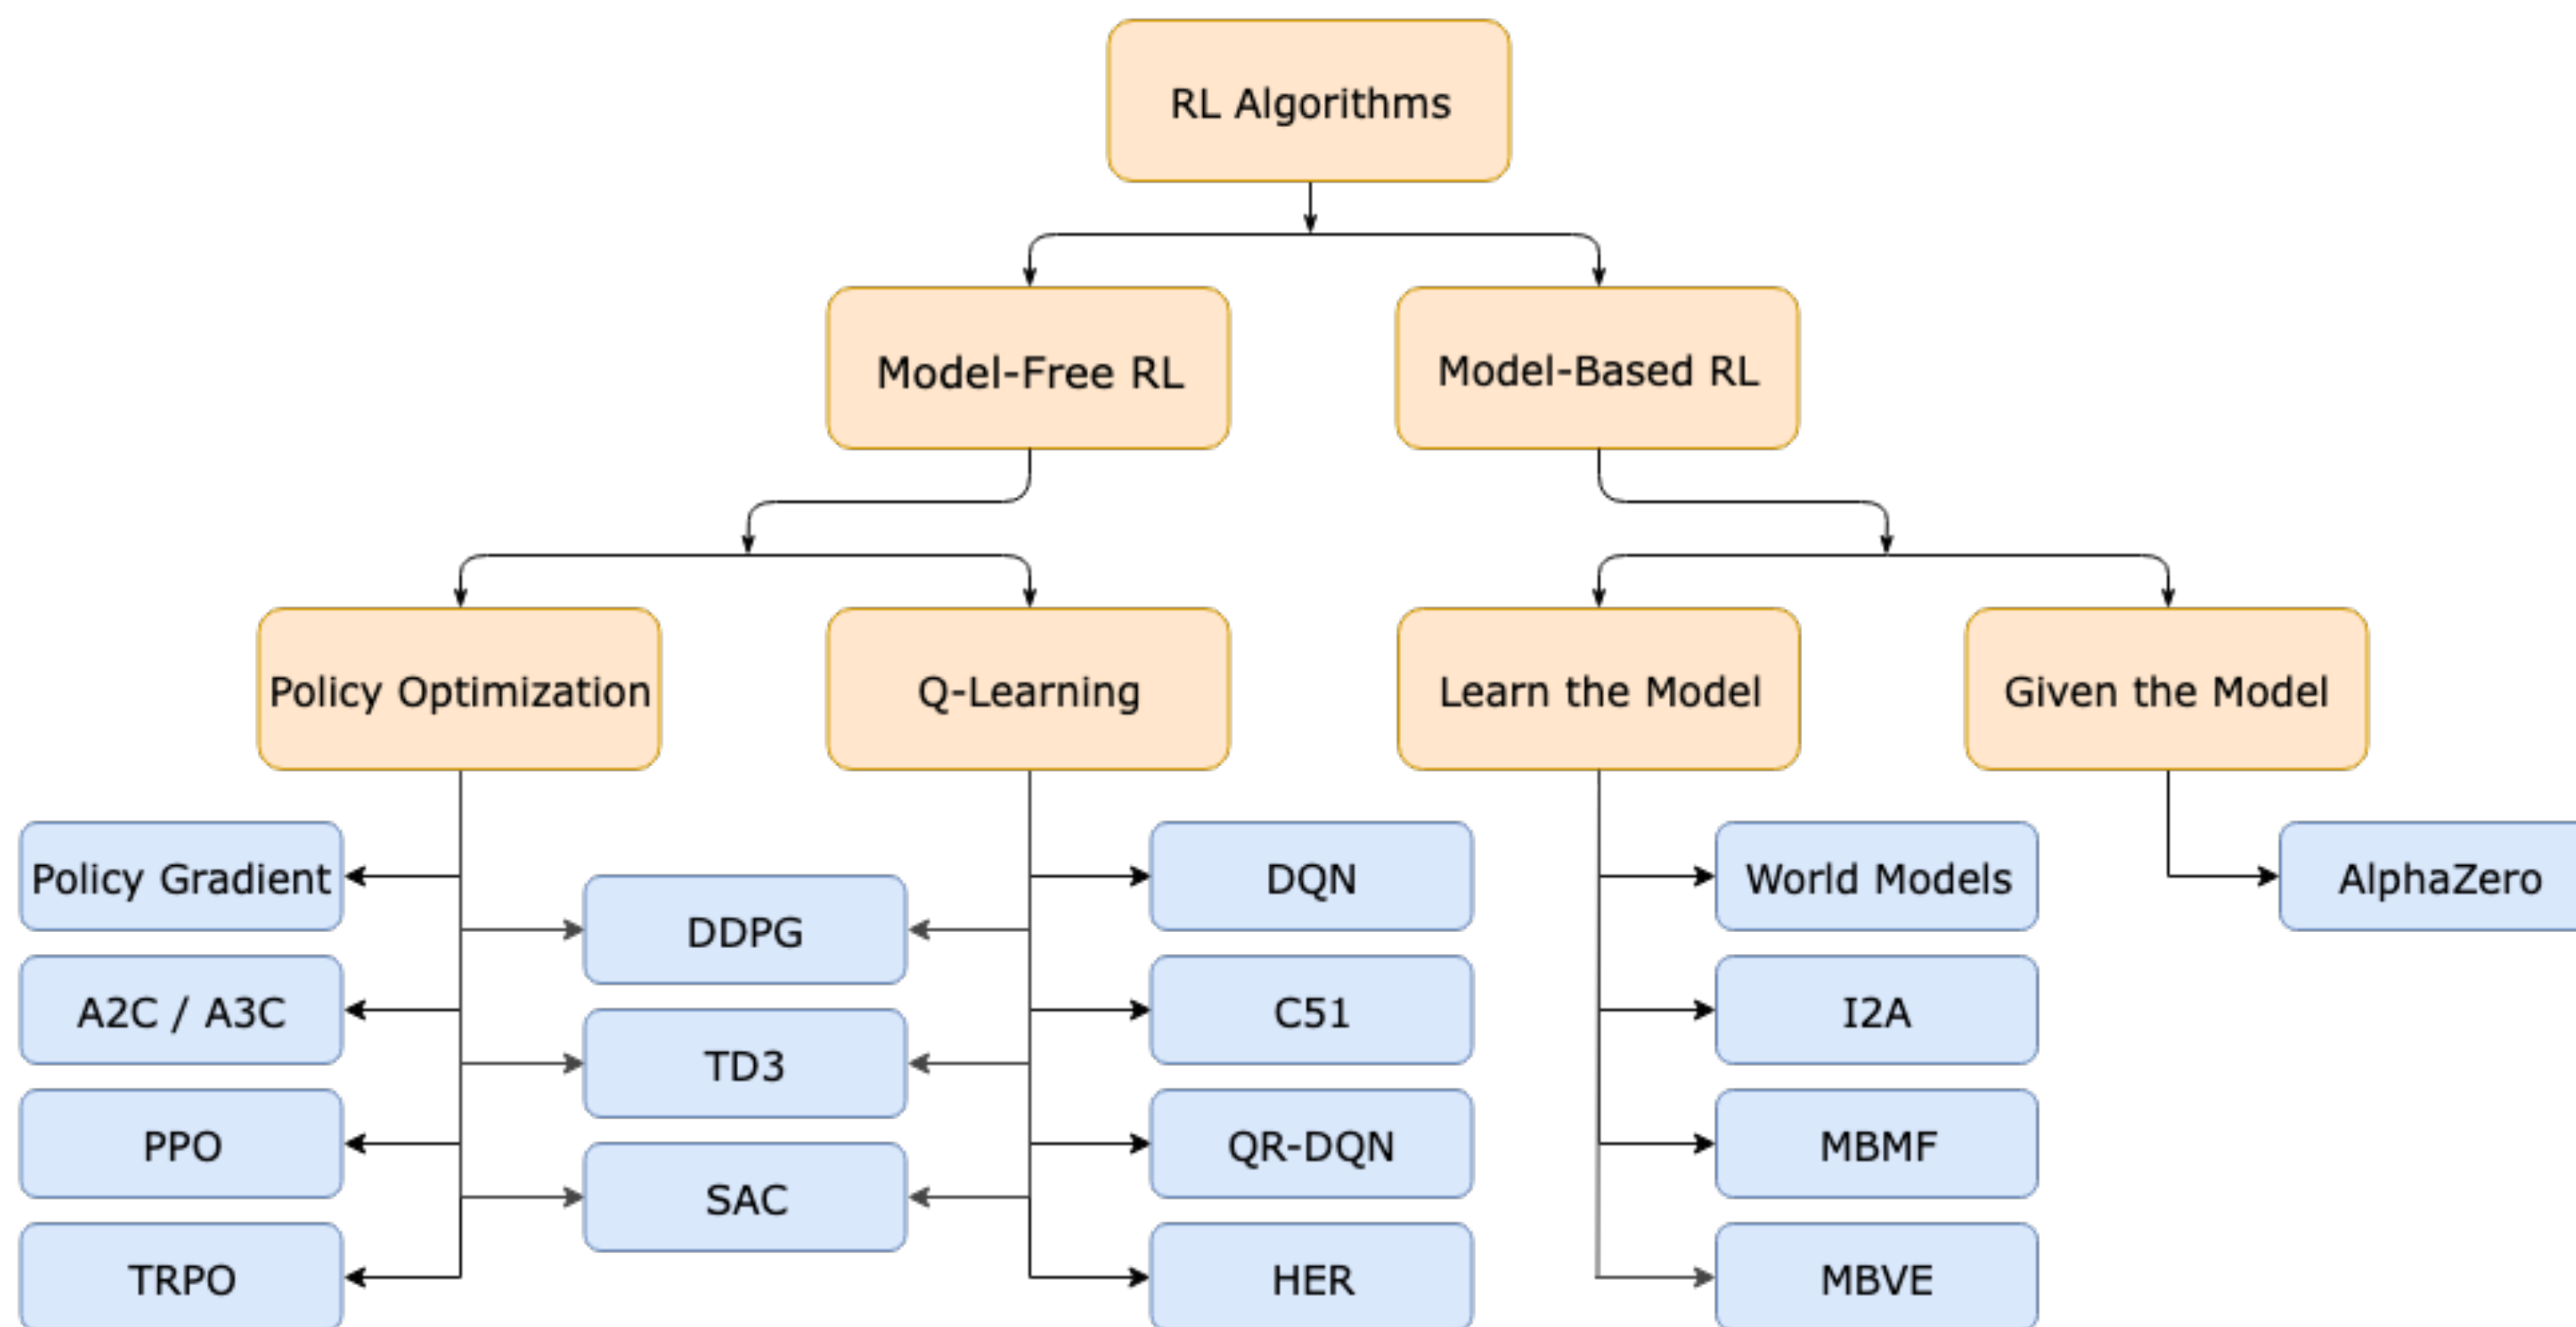 RL Algorithms
Model-Free RL
Model-Based RL
Policy Optimization
Q-Learning
Learn the Model
Given the Model
Policy Gradient
DQN
World Models
AlphaZero
DDPG
A2C / A3C
C51
I2A
TD3
PPO
QR-DQN
MBMF
SAC
TRPO
HER
MBVE